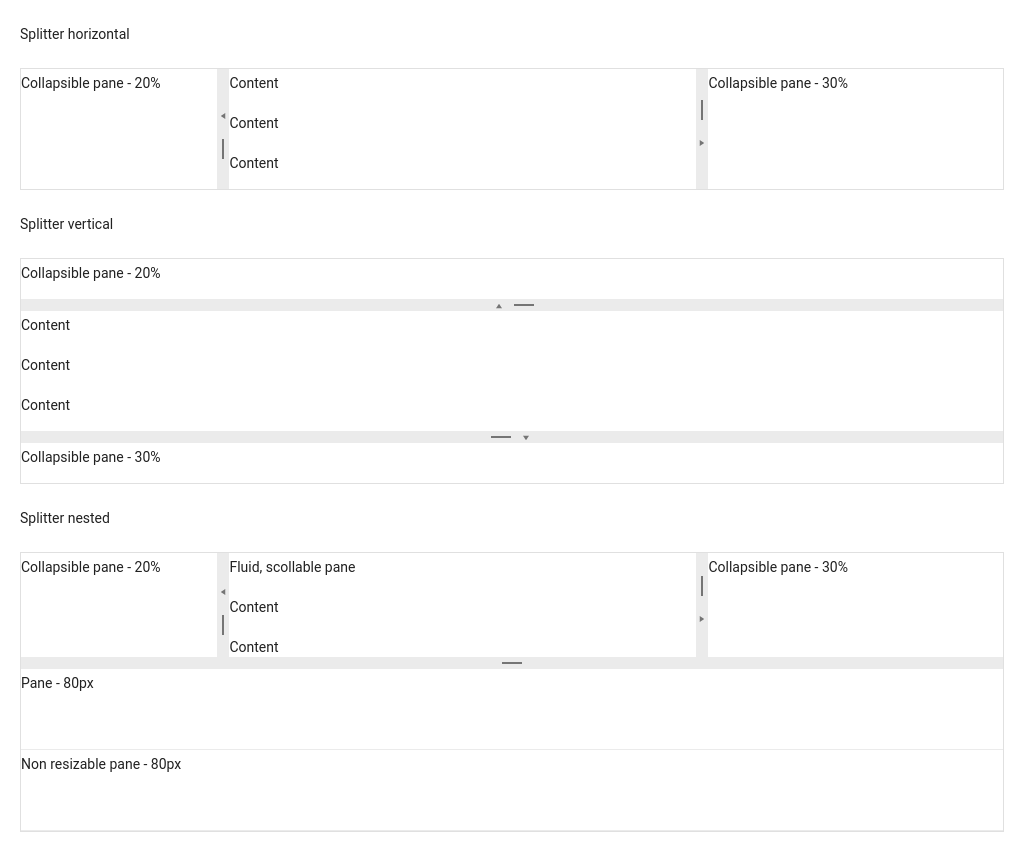 Splitter horizontal
Collapsible pane - 20%
Content
Content
Content
Collapsible pane - 30%
Splitter vertical
Collapsible pane - 20%
Content
Content
Content
Collapsible pane - 30%
Splitter nested
Collapsible pane - 20%
Fluid, scollable pane
Content
Content
Collapsible pane - 30%
Pane - 80px
Non resizable pane - 80px